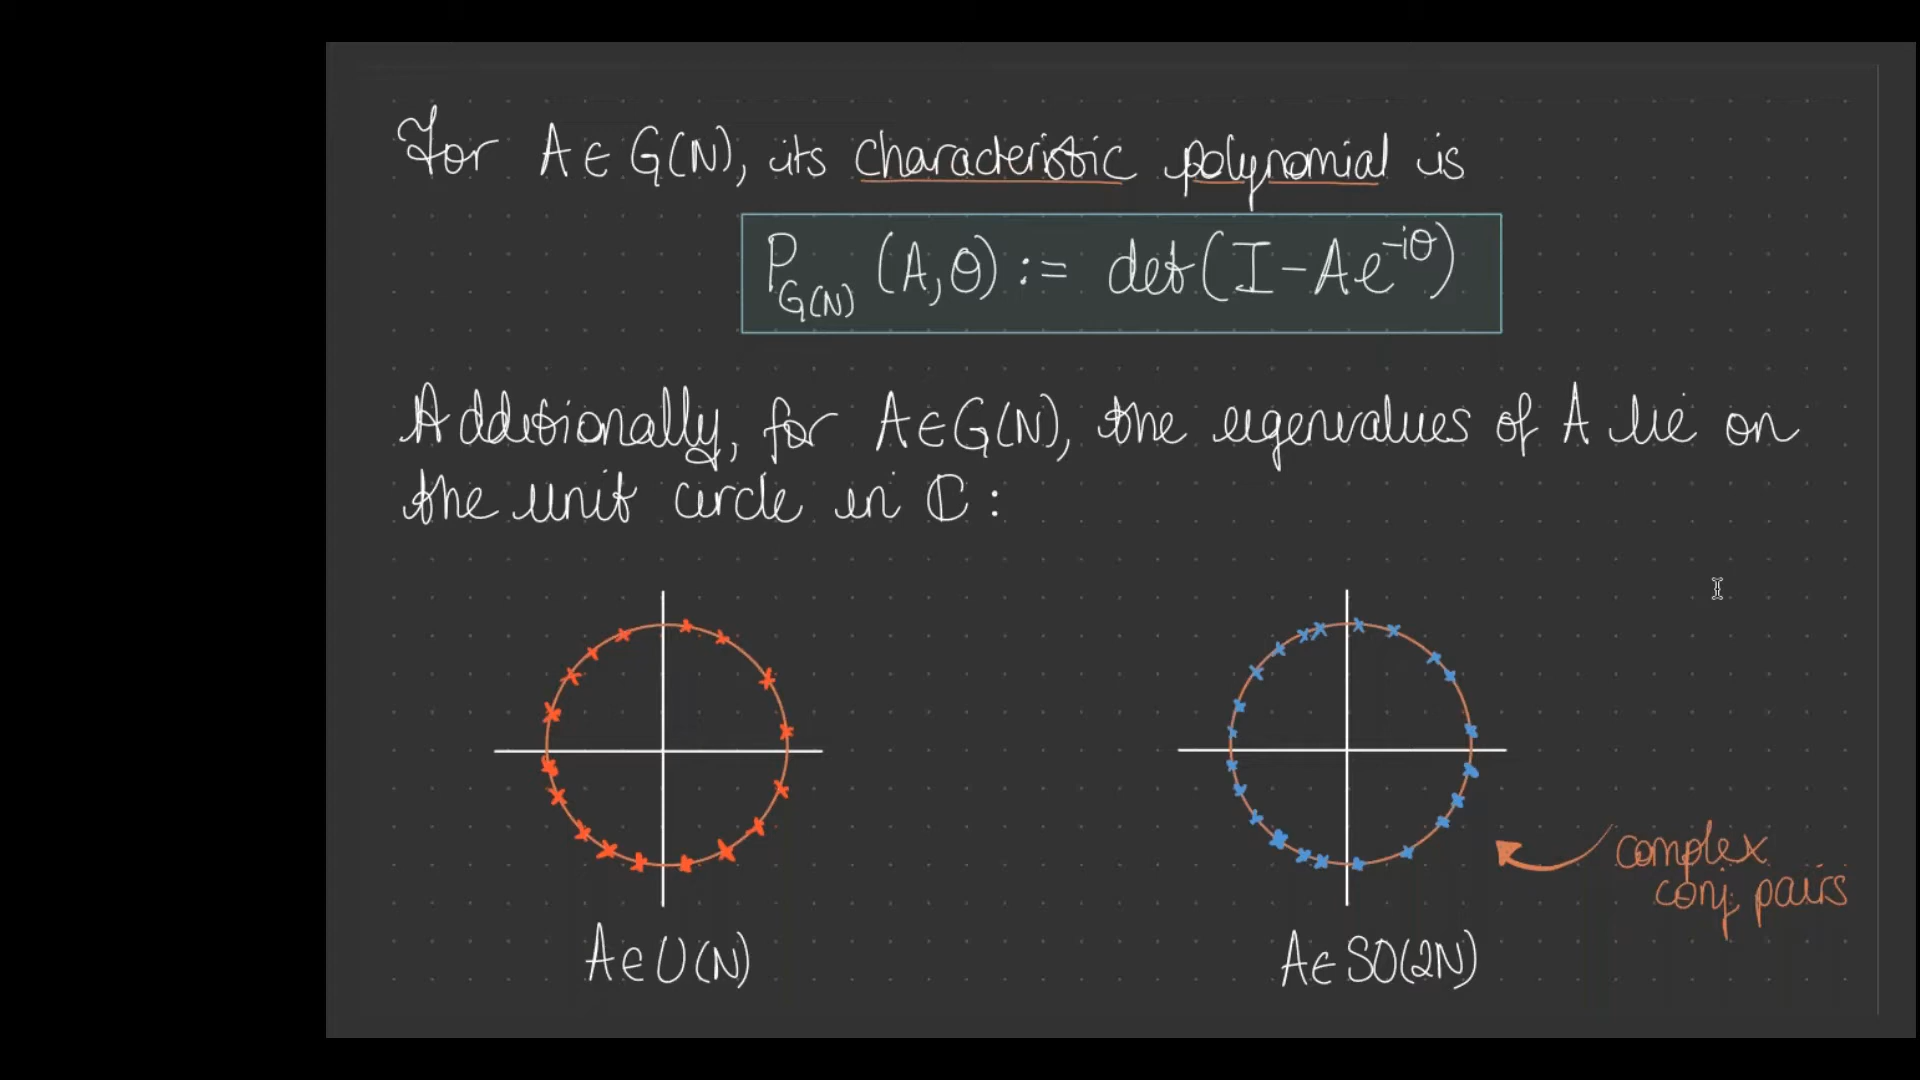 For A ∈ G(N), its characteristic polynomial is
P_{G(N)} (A, θ) := det(I - Ae^{-iθ})
Additionally, for A ∈ G(N), the eigenvalues of A lie on
the unit circle in ℂ:
complex
conj pairs
A ∈ U(N)
A ∈ SO(2N)